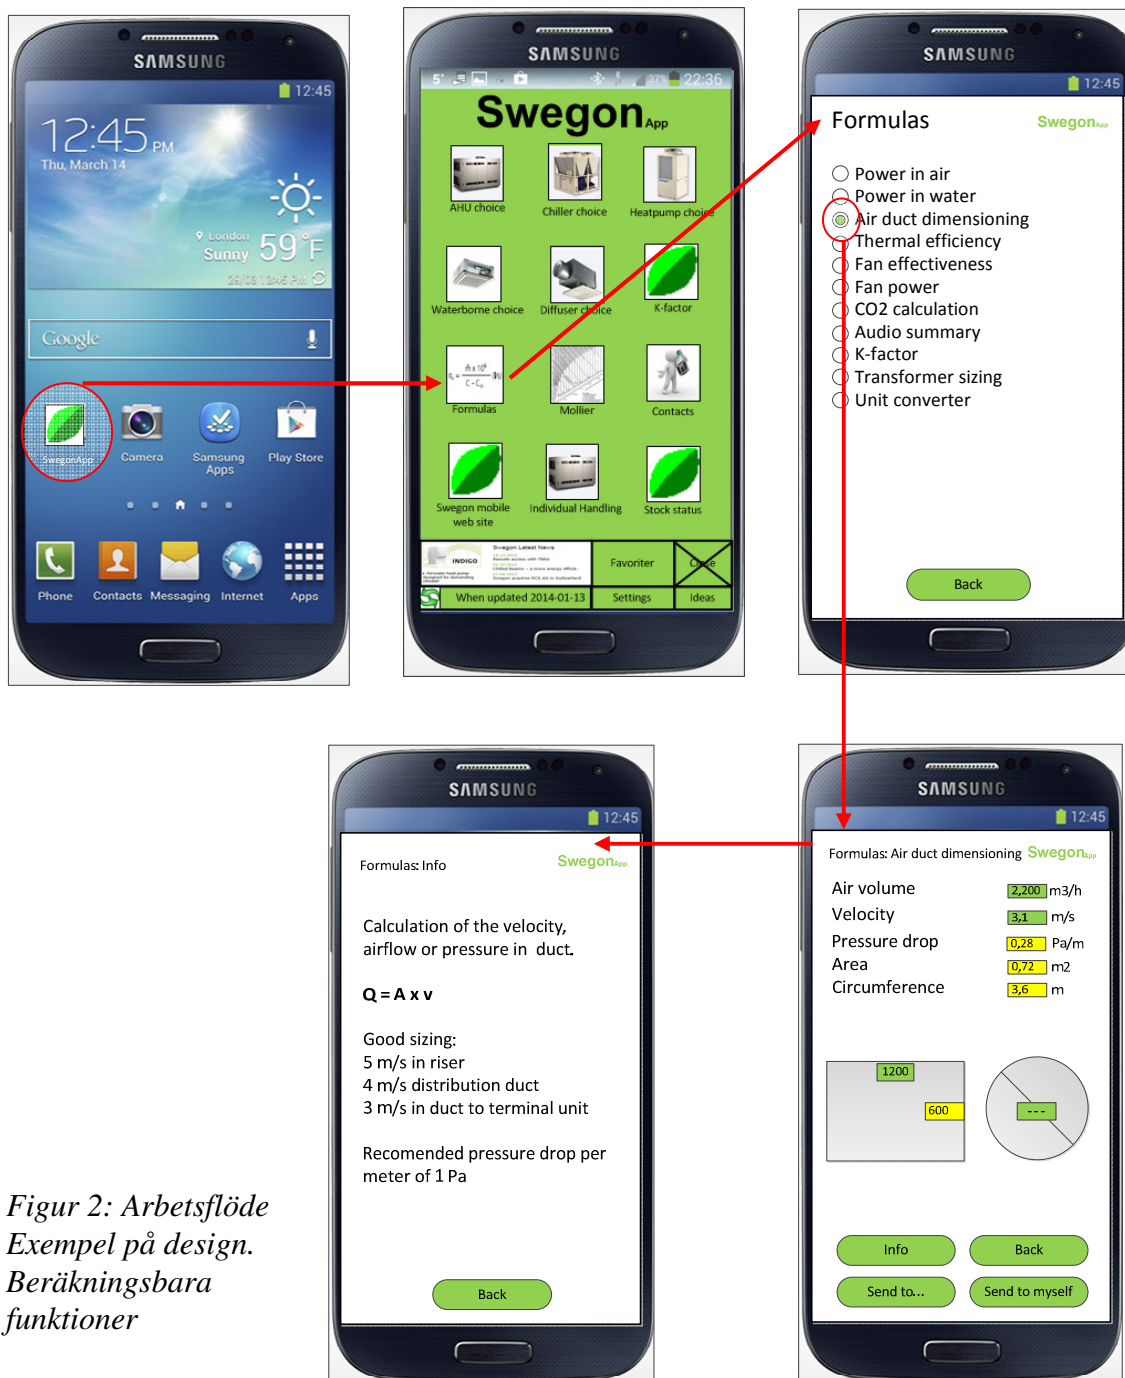 SAMSUNG
12:45
12:45 PM
Thu, March 14
London
Sunny
59°F
29/03 12:45 PM
Google
SwegonApp
Camera
Samsung Apps
Play Store
Phone
Contacts
Messaging
Internet
Apps
SAMSUNG
5°
37%
22:36
Swegon App
AHU choice
Chiller choice
Heatpump choice
Waterborne choice
Diffuser choice
K-factor
Formulas
Mollier
Contacts
Swegon mobile web site
Individual Handling
Stock status
INDIGO
Swegon Latest News
Favoriter
Close
When updated 2014-01-13
Settings
Ideas
SAMSUNG
12:45
Formulas
Swegon App
Power in air
Power in water
Air duct dimensioning
Thermal efficiency
Fan effectiveness
Fan power
CO2 calculation
Audio summary
K-factor
Transformer sizing
Unit converter
Back
SAMSUNG
12:45
Formulas: Info
Swegon App
Calculation of the velocity,
airflow or pressure in duct.
Q = A x v
Good sizing:
5 m/s in riser
4 m/s distribution duct
3 m/s in duct to terminal unit
Recomended pressure drop per
meter of 1 Pa
Back
SAMSUNG
12:45
Formulas: Air duct dimensioning
Swegon App
Air volume 2,200 m3/h
Velocity 3,1 m/s
Pressure drop 0,28 Pa/m
Area 0,72 m2
Circumference 3,6 m
1200
600
---
Info
Back
Send to...
Send to myself
Figur 2: Arbetsflöde
Exempel på design.
Beräkningsbara
funktioner